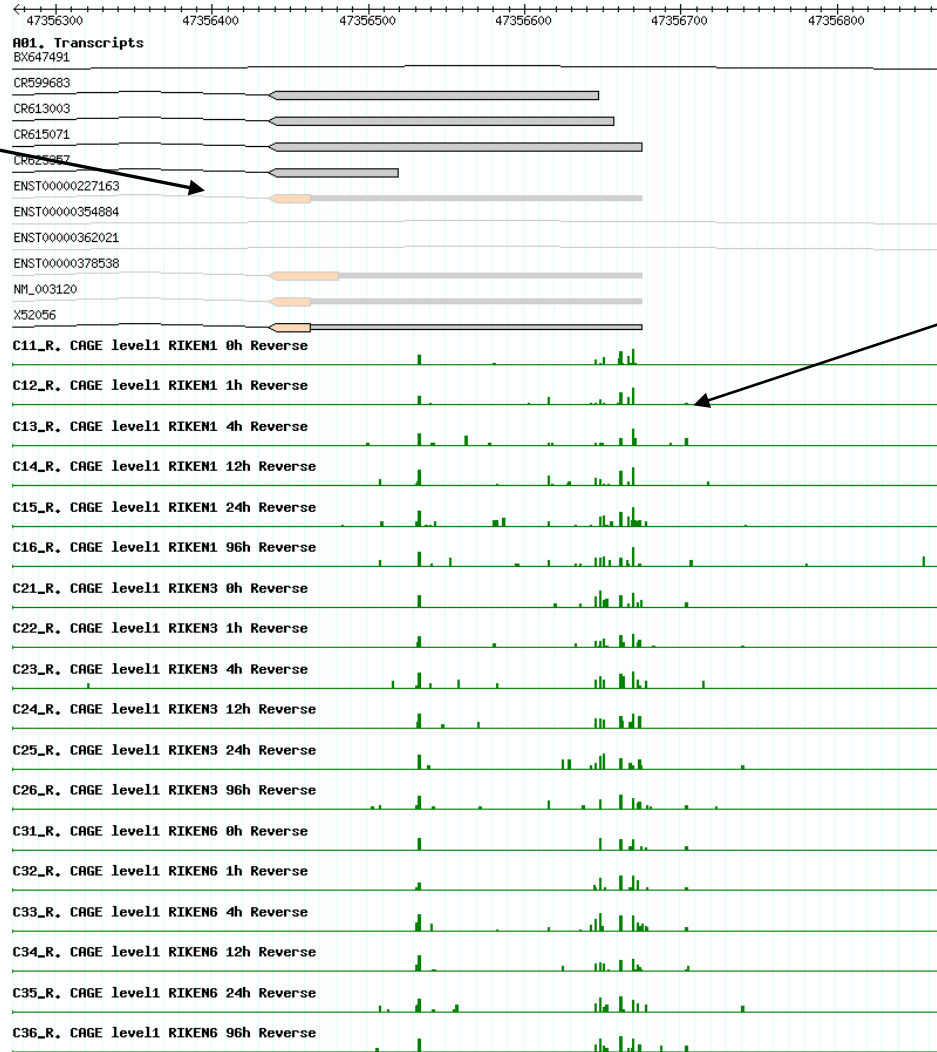 47356300 47356400 47356500 47356600 47356700 47356800
A01. Transcripts
BX647491
CR599683
CR613003
CR615071
CR625357
ENST00000227163
ENST00000354884
ENST00000362021
ENST00000378538
NM_003120
X52056
C11_R. CAGE level1 RIKEN1 0h Reverse
C12_R. CAGE level1 RIKEN1 1h Reverse
C13_R. CAGE level1 RIKEN1 4h Reverse
C14_R. CAGE level1 RIKEN1 12h Reverse
C15_R. CAGE level1 RIKEN1 24h Reverse
C16_R. CAGE level1 RIKEN1 96h Reverse
C21_R. CAGE level1 RIKEN3 0h Reverse
C22_R. CAGE level1 RIKEN3 1h Reverse
C23_R. CAGE level1 RIKEN3 4h Reverse
C24_R. CAGE level1 RIKEN3 12h Reverse
C25_R. CAGE level1 RIKEN3 24h Reverse
C26_R. CAGE level1 RIKEN3 96h Reverse
C31_R. CAGE level1 RIKEN6 0h Reverse
C32_R. CAGE level1 RIKEN6 1h Reverse
C33_R. CAGE level1 RIKEN6 4h Reverse
C34_R. CAGE level1 RIKEN6 12h Reverse
C35_R. CAGE level1 RIKEN6 24h Reverse
C36_R. CAGE level1 RIKEN6 96h Reverse